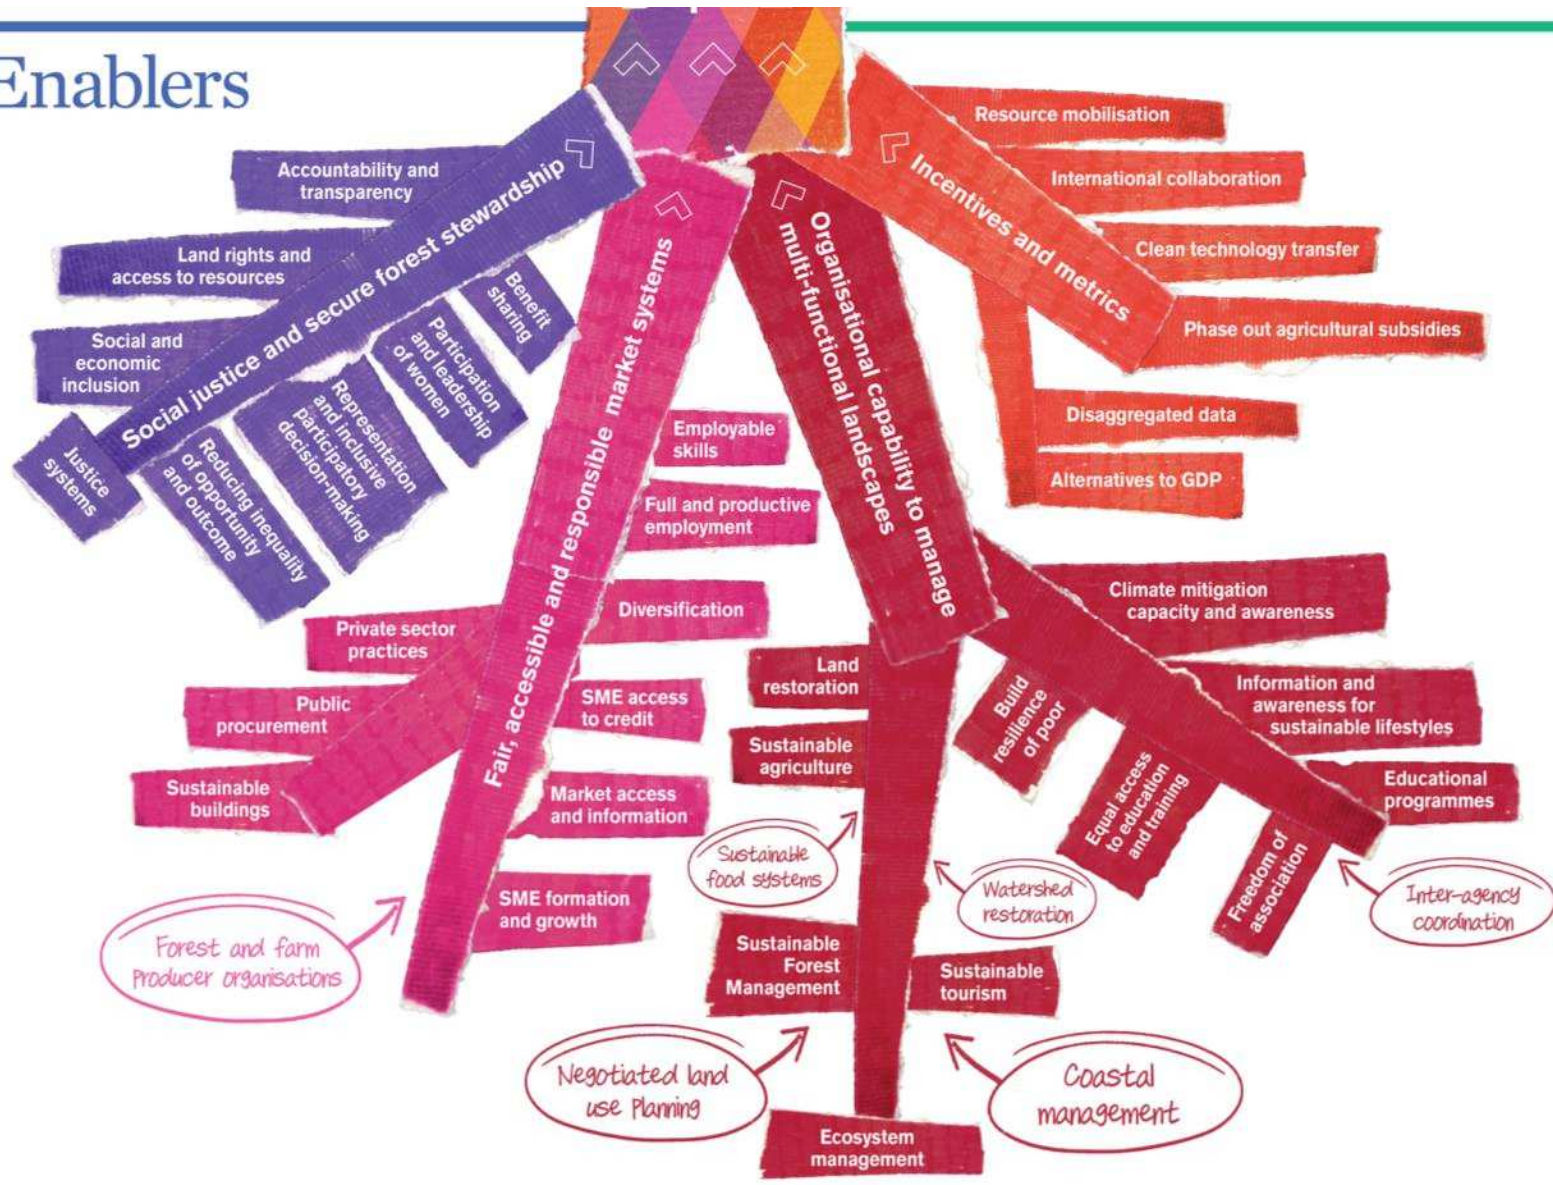 Enablers
Social justice and secure forest stewardship
Accountability and
transparency
Land rights and
access to resources
Social and
economic
inclusion
Justice
systems
Reducing inequality
of opportunity
and outcome
Representation
and inclusive
participatory
decision-making
Participation
and leadership
of women
Benefit
sharing
Fair, accessible and responsible market systems
Employable
skills
Full and productive
employment
Diversification
Private sector
practices
Public
procurement
Sustainable
buildings
SME access
to credit
Market access
and information
SME formation
and growth
Forest and farm
Producer organisations
Organisational capability to manage
multi-functional landscapes
Land
restoration
Sustainable
agriculture
Sustainable
food systems
Watershed
restoration
Sustainable
Forest
Management
Sustainable
tourism
Negotiated land
use Planning
Coastal
management
Ecosystem
management
Climate mitigation
capacity and awareness
Information and
awareness for
sustainable lifestyles
Educational
programmes
Build
resilience
of poor
Equal access
to education
and training
Freedom of
association
Inter-agency
coordination
Incentives and metrics
Resource mobilisation
International collaboration
Clean technology transfer
Phase out agricultural subsidies
Disaggregated data
Alternatives to GDP